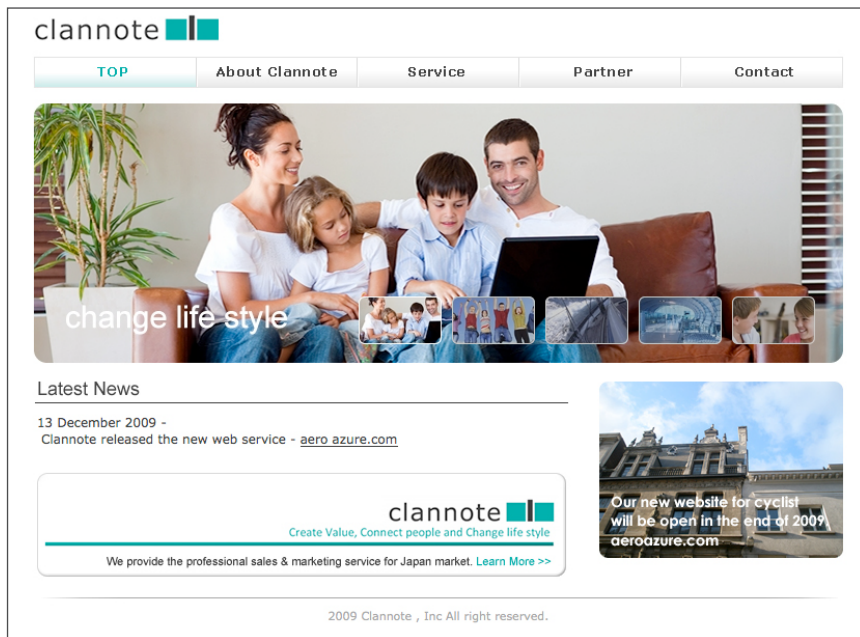 clannote
TOP About Clannote Service Partner Contact
change life style
Latest News
13 December 2009 -
Clannote released the new web service - aero azure.com
Our new website for cyclist
will be open in the end of 2009,
aeroazure.com
clannote
Create Value, Connect people and Change life style
We provide the professional sales & marketing service for Japan market. Learn More >>
2009 Clannote , Inc All right reserved.